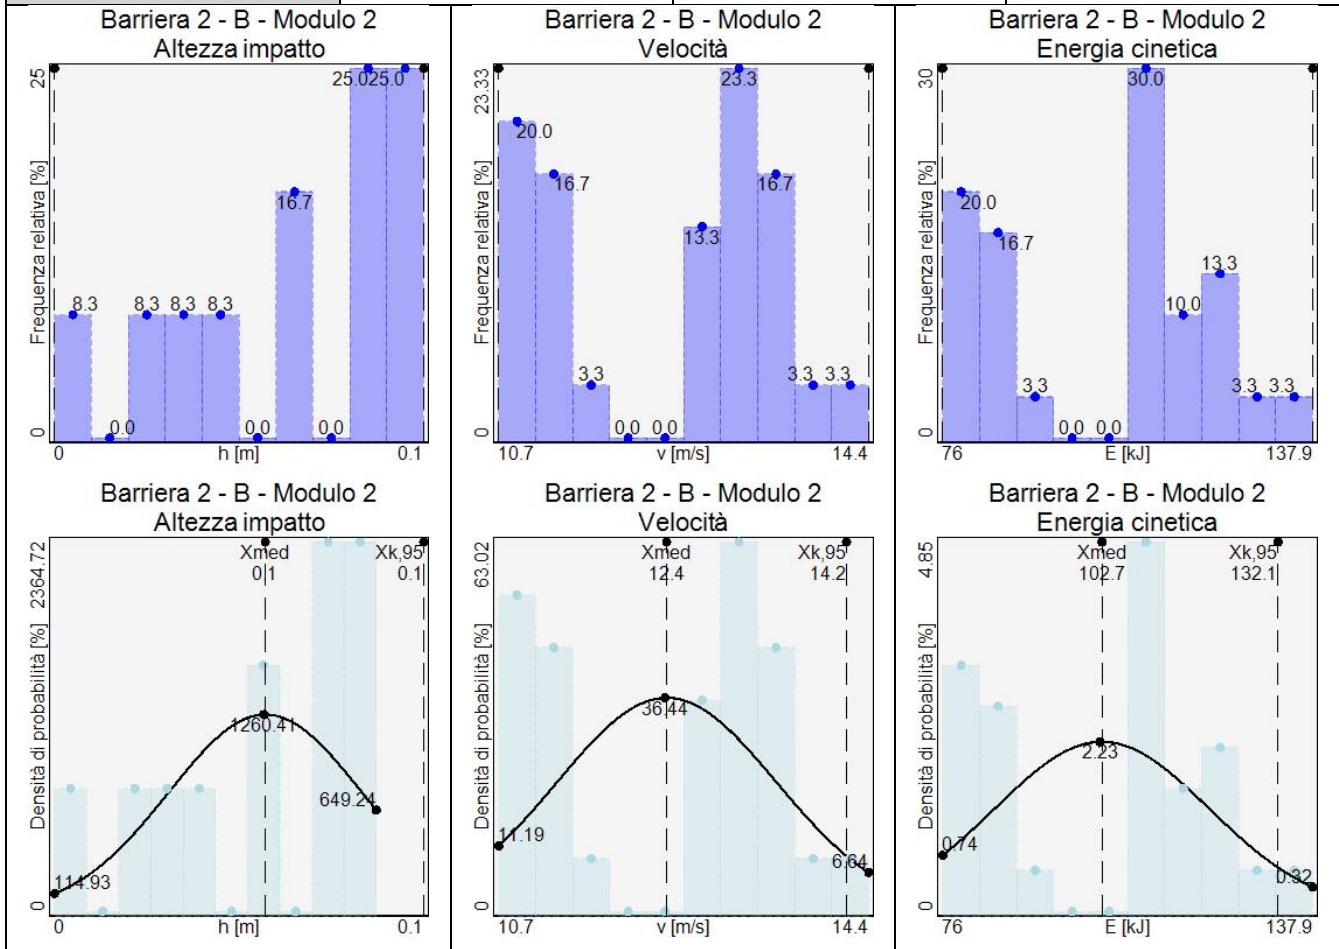 Barriera 2 - B - Modulo 2
Altezza impatto
25
Frequenza relativa [%]
0
8.3
0.0
8.3
8.3
8.3
0.0
16.7
0.0
25.0
25.0
0
h [m]
0.1
Barriera 2 - B - Modulo 2
Velocità
23.33
Frequenza relativa [%]
0
20.0
16.7
3.3
0.0
0.0
13.3
23.3
16.7
3.3
3.3
10.7
v [m/s]
14.4
Barriera 2 - B - Modulo 2
Energia cinetica
30
Frequenza relativa [%]
0
20.0
16.7
3.3
0.0
0.0
30.0
10.0
13.3
3.3
3.3
76
E [kJ]
137.9
Barriera 2 - B - Modulo 2
Altezza impatto
2364.72
Densità di probabilità [%]
0
Xmed
0.1
Xk,95
0.1
114.93
1260.41
649.24
0
h [m]
0.1
Barriera 2 - B - Modulo 2
Velocità
63.02
Densità di probabilità [%]
0
Xmed
12.4
Xk,95
14.2
11.19
36.44
6.64
10.7
v [m/s]
14.4
Barriera 2 - B - Modulo 2
Energia cinetica
4.85
Densità di probabilità [%]
0
Xmed
102.7
Xk,95
132.1
0.74
2.23
0.32
76
E [kJ]
137.9